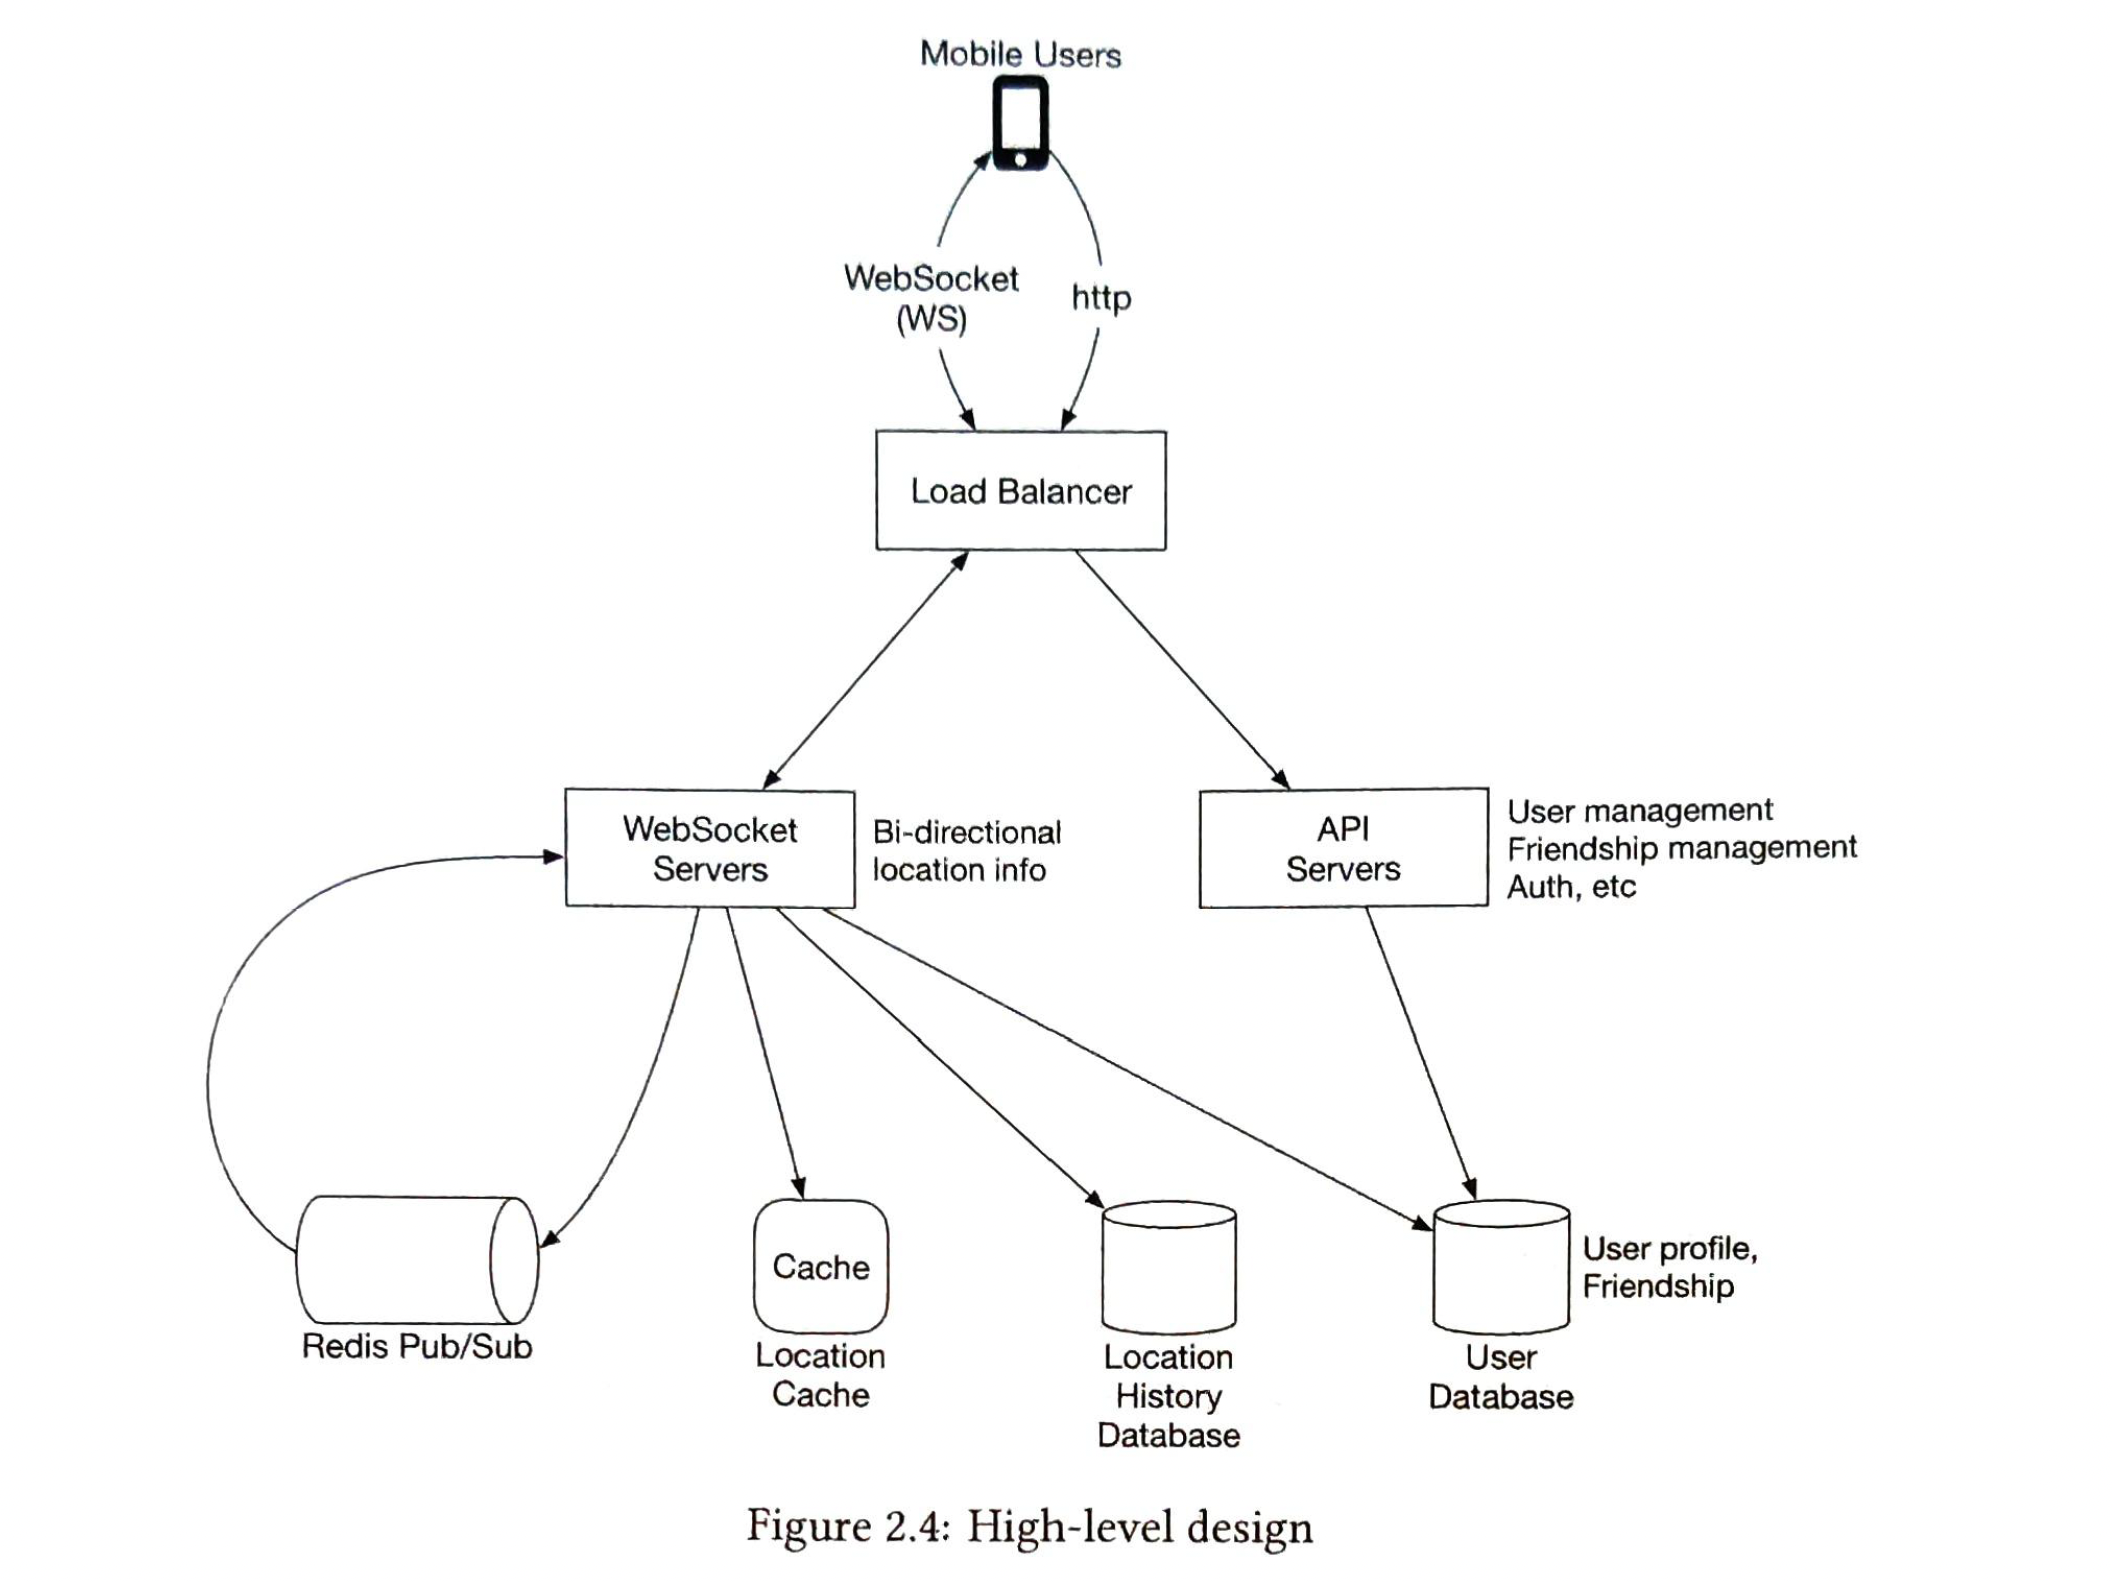 Mobile Users
WebSocket
(WS)
http
Load Balancer
WebSocket
Servers
Bi-directional
location info
API
Servers
User management
Friendship management
Auth, etc
Redis Pub/Sub
Cache
Location
Cache
Location
History
Database
User
Database
User profile,
Friendship
Figure 2.4: High-level design